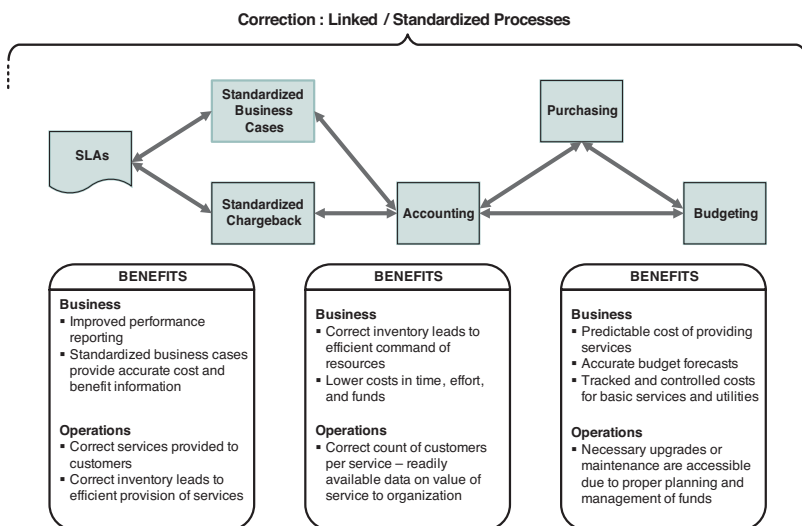 Correction : Linked / Standardized Processes
SLAs
Standardized
Business
Cases
Standardized
Chargeback
Accounting
Purchasing
Budgeting
BENEFITS
Business
▪ Improved performance
reporting
▪ Standardized business cases
provide accurate cost and
benefit information
Operations
▪ Correct services provided to
customers
▪ Correct inventory leads to
efficient provision of services
BENEFITS
Business
▪ Correct inventory leads to
efficient command of
resources
▪ Lower costs in time, effort,
and funds
Operations
▪ Correct count of customers
per service – readily
available data on value of
service to organization
BENEFITS
Business
▪ Predictable cost of providing
services
▪ Accurate budget forecasts
▪ Tracked and controlled costs
for basic services and utilities
Operations
▪ Necessary upgrades or
maintenance are accessible
due to proper planning and
management of funds